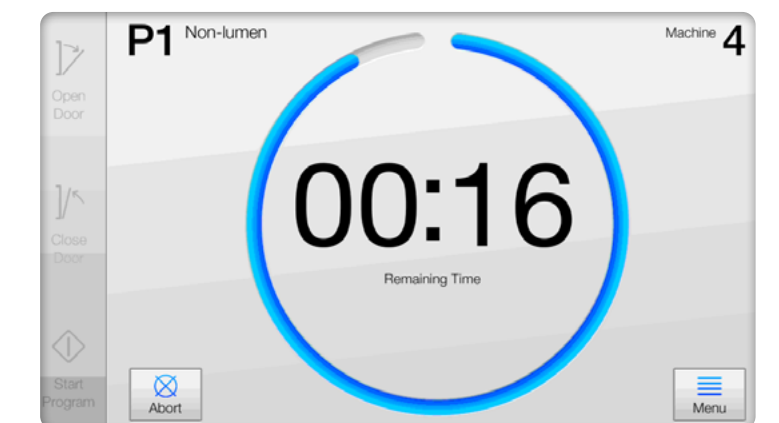 P1 Non-lumen
Machine 4
Open
Door
Close
Door
Start
Program
00:16
Remaining Time
Abort
Menu